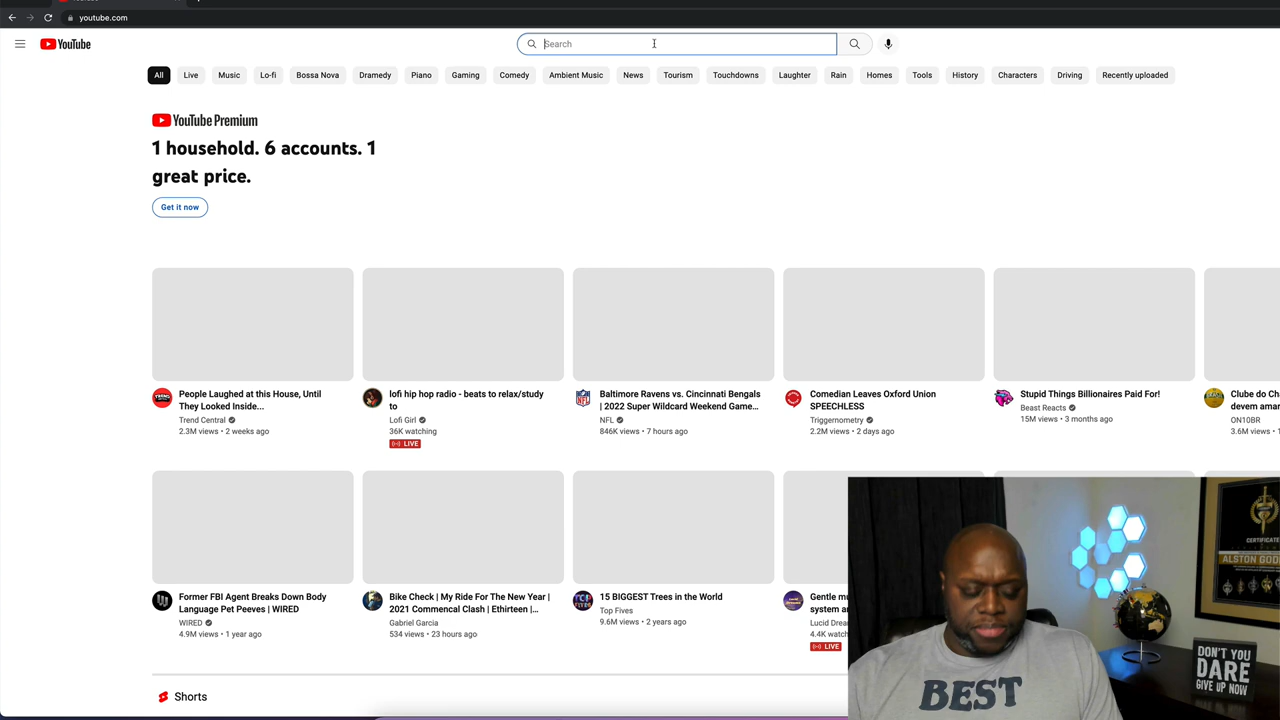 youtube.com
YouTube
Search
All Live Music Lo-fi Bossa Nova Dramedy Piano Gaming Comedy Ambient Music News Tourism Touchdowns Laughter Rain Homes Tools History Characters Driving Recently uploaded
YouTube Premium
1 household. 6 accounts. 1
great price.
Get it now
People Laughed at this House, Until
They Looked Inside...
Trend Central
2.3M views • 2 weeks ago
lofi hip hop radio - beats to relax/study
to
Lofi Girl
36K watching
LIVE
Baltimore Ravens vs. Cincinnati Bengals
| 2022 Super Wildcard Weekend Game...
NFL
846K views • 7 hours ago
Comedian Leaves Oxford Union
SPEECHLESS
Triggernometry
2.2M views • 2 days ago
Stupid Things Billionaires Paid For!
Beast Reacts
15M views • 3 months ago
Clube do
devem
ON10BR
3.6M views •
Former FBI Agent Breaks Down Body
Language Pet Peeves | WIRED
WIRED
4.9M views • 1 year ago
Bike Check | My Ride For The New Year |
2021 Commencal Clash | Ethirteen |...
Gabriel Garcia
534 views • 23 hours ago
15 BIGGEST Trees in the World
Top Fives
9.6M views • 2 years ago
Gentle
system
Lucid
4.4K
LIVE
Shorts
BEST
CERTIFICATE
ALSTON
DON'T YOU
DARE
GIVE UP NOW